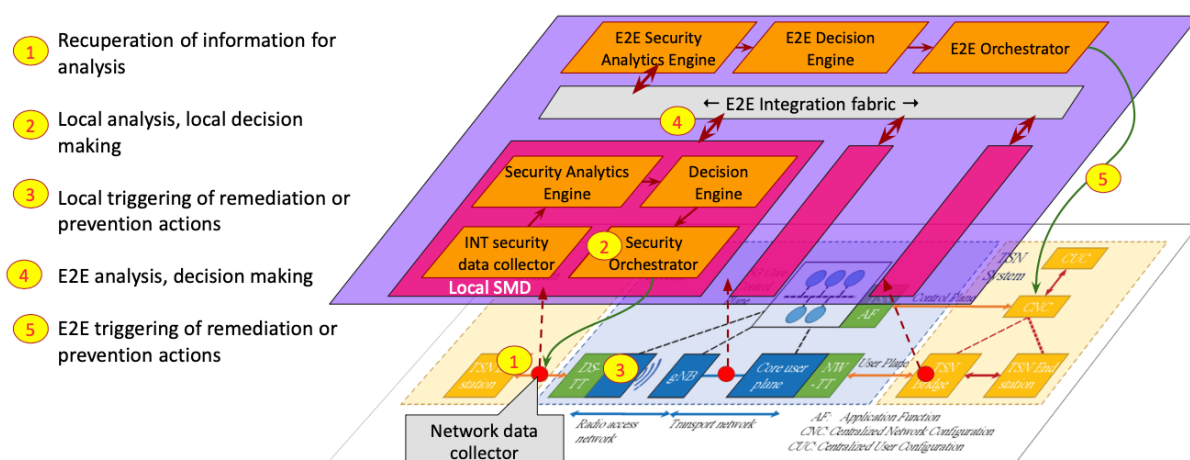 1
Recuperation of information for
analysis
2
Local analysis, local decision
making
3
Local triggering of remediation or
prevention actions
4
E2E analysis, decision making
5
E2E triggering of remediation or
prevention actions
E2E Security
Analytics Engine
E2E Decision
Engine
E2E Orchestrator
← E2E Integration fabric →
4
Security Analytics
Engine
Decision
Engine
5
INT security
data collector
2
Security
Orchestrator
Local SMD
TSN
System
CUC
CNC
Control Plane
AF
1
TSN
station
DS-
TT
3
gNB
Core user
plane
NW
-TT
User Plane
TSN
Bridge
TSN End
station
Radio access
network
Transport network
AF: Application Function
CNC: Centralized Network Configuration
CUC: Centralized User Configuration
Network data
collector